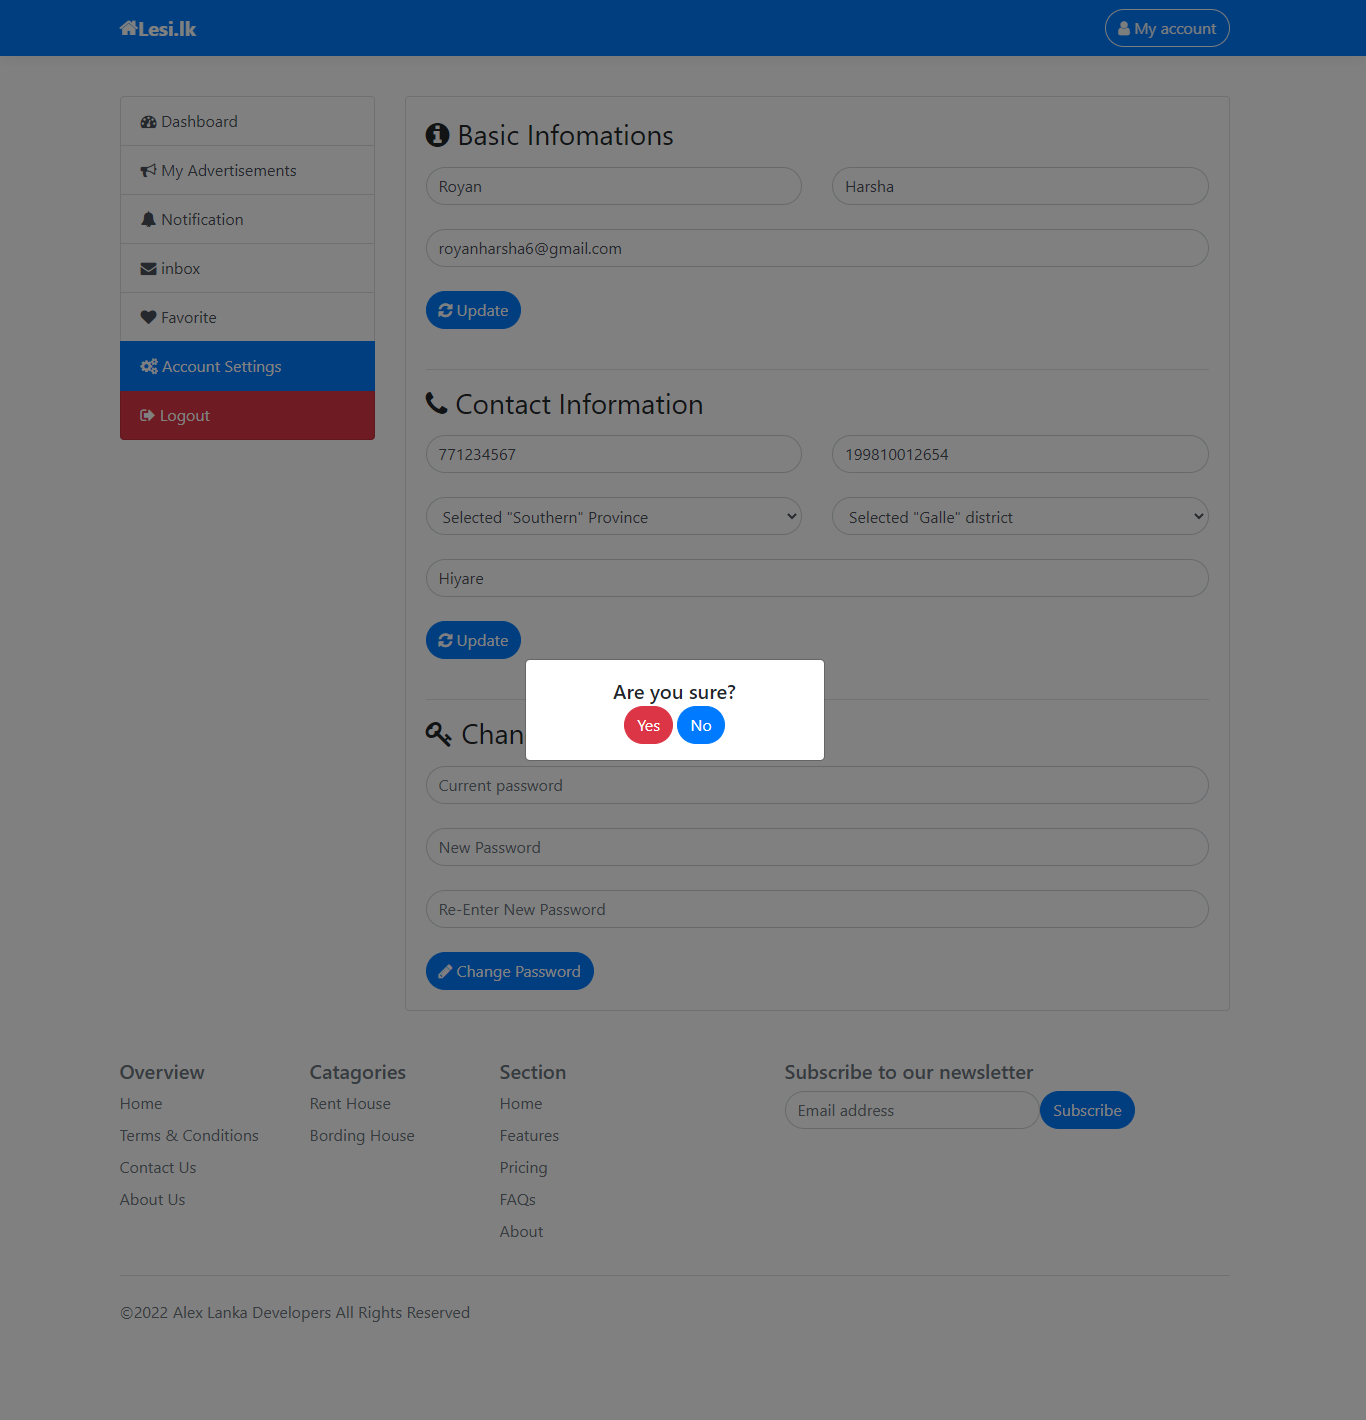 Lesi.lk
My account
Dashboard
My Advertisements
Notification
inbox
Favorite
Account Settings
Logout
Basic Infomations
Royan
Harsha
royanharsha6@gmail.com
Update
Contact Information
771234567
199810012654
Selected "Southern" Province
Selected "Galle" district
Hiyare
Update
Are you sure?
Yes No
Chan
Current password
New Password
Re-Enter New Password
Change Password
Overview
Home
Terms & Conditions
Contact Us
About Us
Catagories
Rent House
Bording House
Section
Home
Features
Pricing
FAQs
About
Subscribe to our newsletter
Email address
Subscribe
©2022 Alex Lanka Developers All Rights Reserved